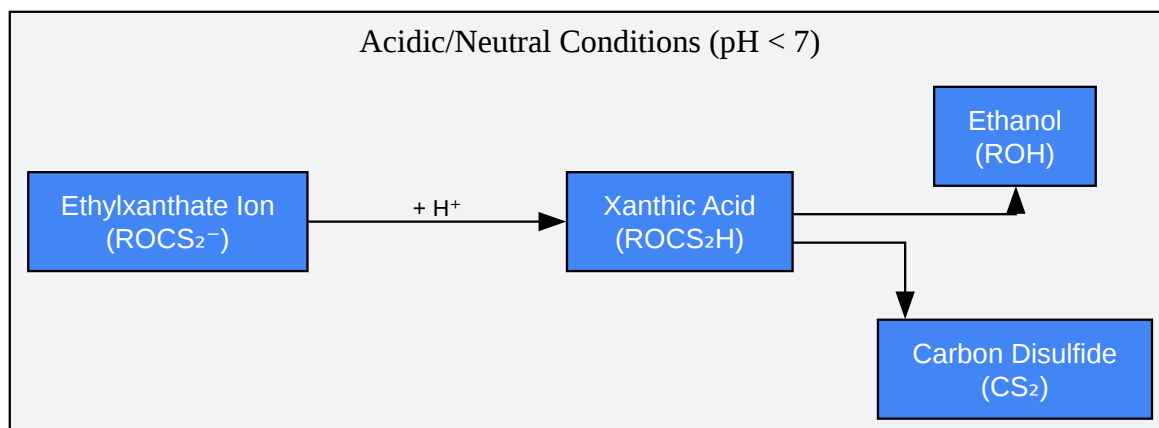 Acidic/Neutral Conditions (pH < 7)
Ethylxanthate Ion
(ROCS₂⁻)
+ H⁺
Xanthic Acid
(ROCS₂H)
Ethanol
(ROH)
Carbon Disulfide
(CS₂)